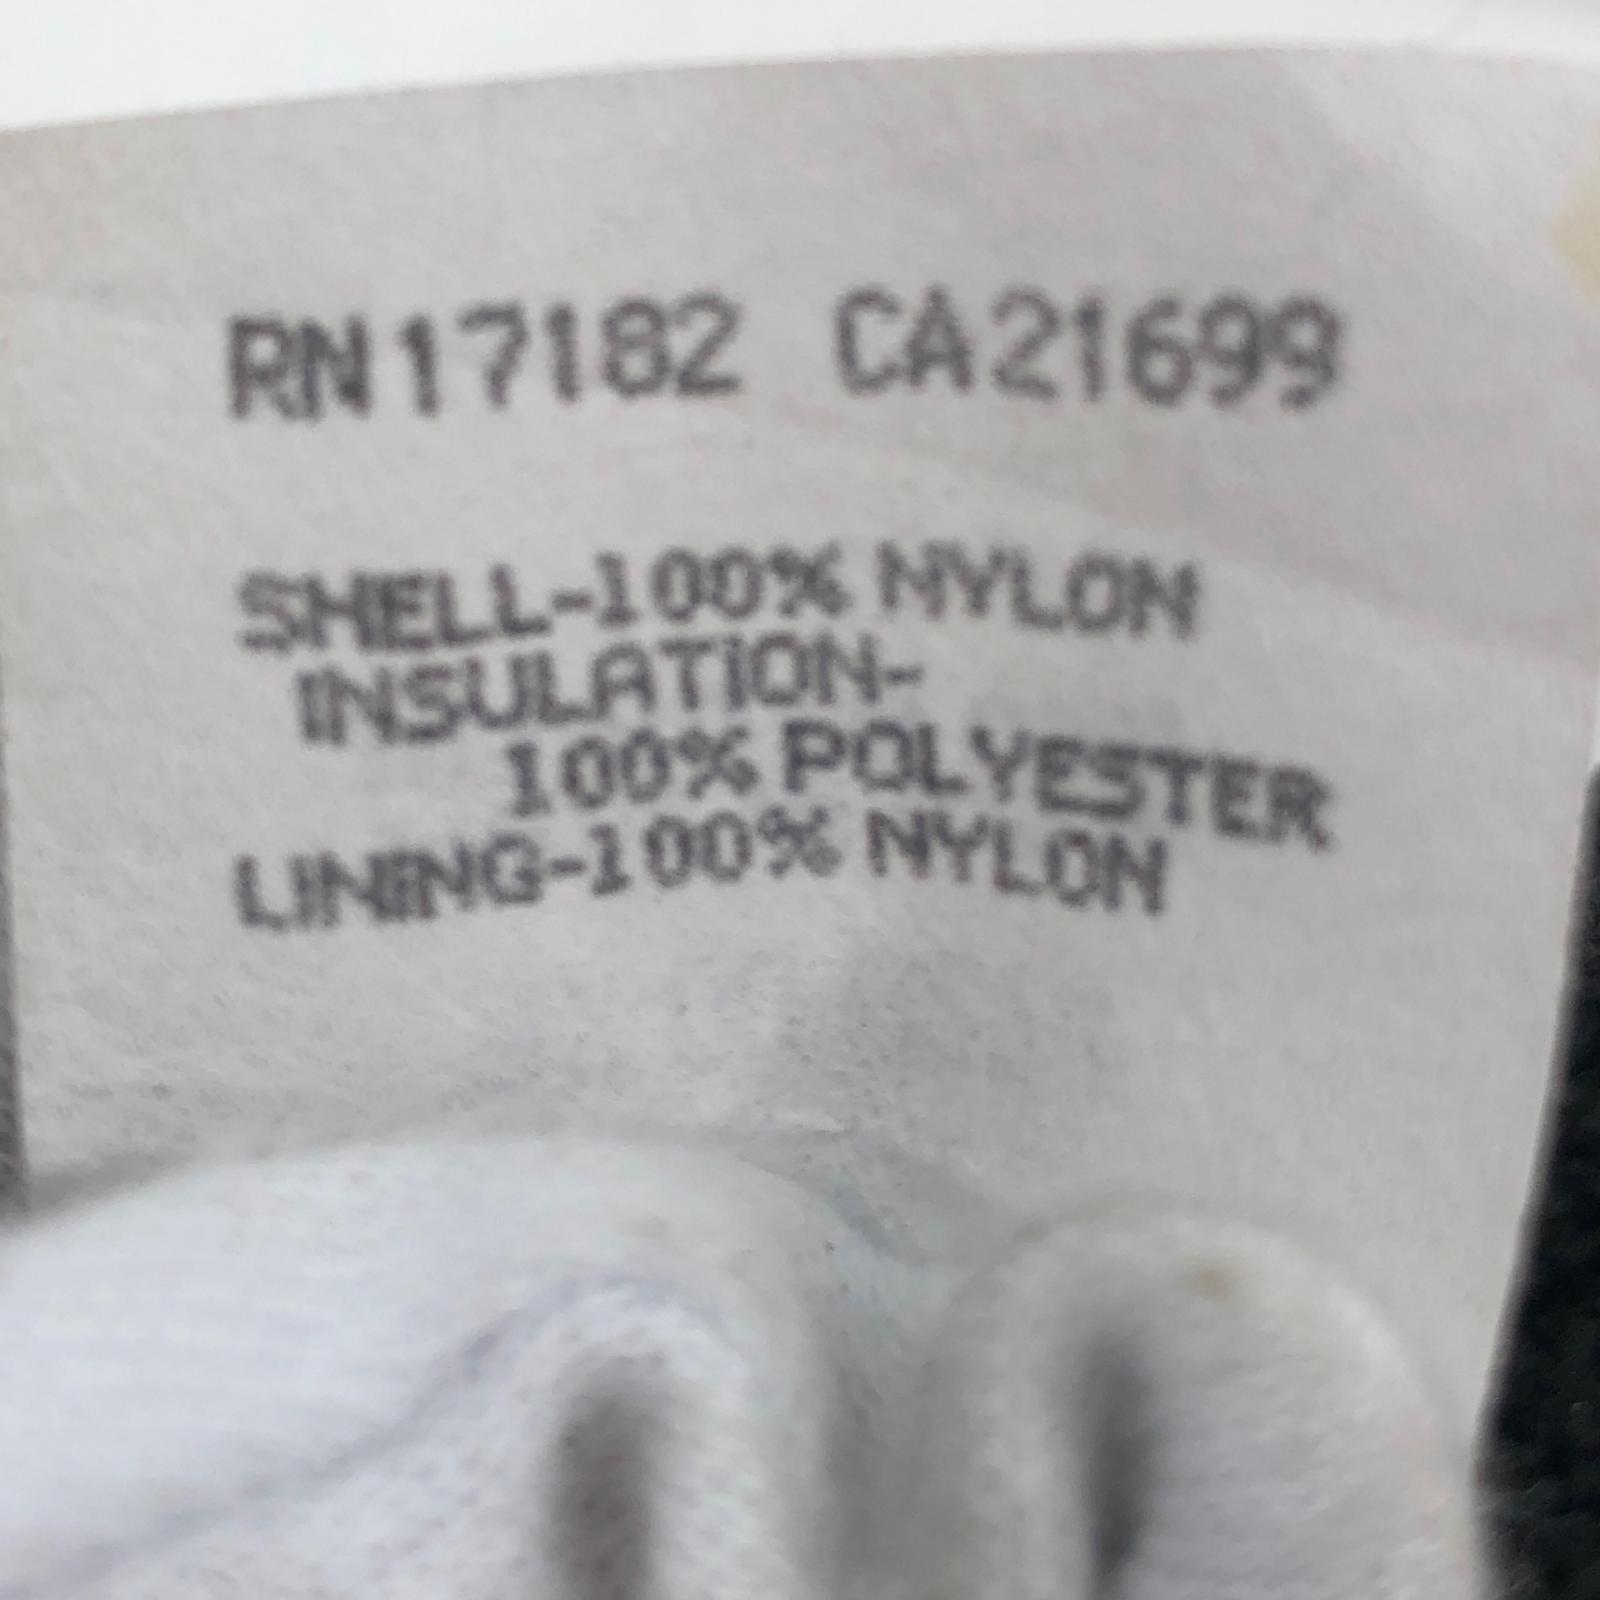 RN17182 CA21699
SHELL-100% NYLON
INSULATION-
100% POLYESTER
LINING-100% NYLON